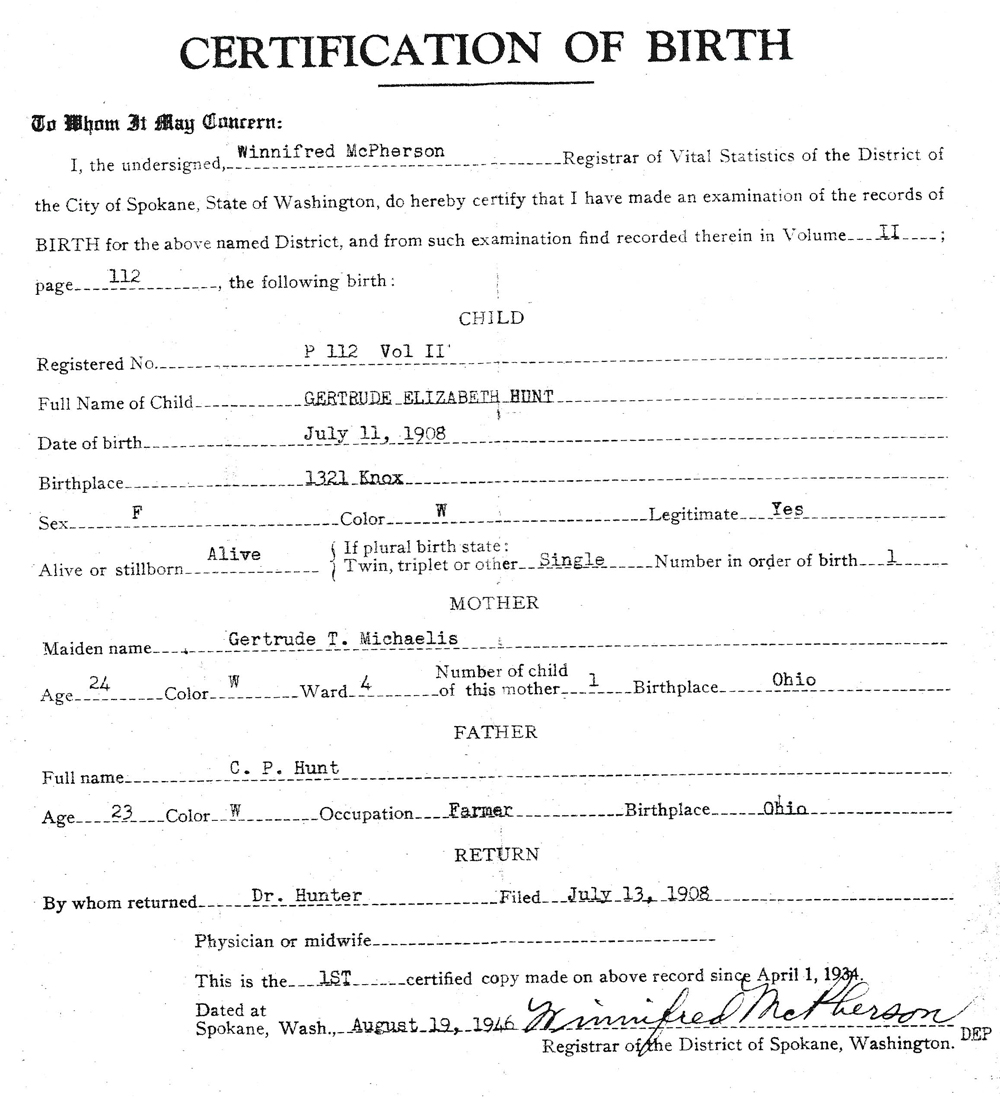 CERTIFICATION OF BIRTH
To Whom It May Concern:
I, the undersigned, Winnifred McPherson Registrar of Vital Statistics of the District of
the City of Spokane, State of Washington, do hereby certify that I have made an examination of the records of
BIRTH for the above named District, and from such examination find recorded therein in Volume II ;
page 112 , the following birth:
CHILD
Registered No. P 112 Vol II
Full Name of Child GERTRUDE ELIZABETH HUNT
Date of birth July 11, 1908
Birthplace 1321 Knox
Sex F Color W Legitimate Yes
Alive or stillborn Alive { If plural birth state: Twin, triplet or other Single Number in order of birth 1
MOTHER
Maiden name Gertrude T. Michaelis
Age 24 Color W Ward 4 Number of child of this mother 1 Birthplace Ohio
FATHER
Full name C. P. Hunt
Age 23 Color W Occupation Farmer Birthplace Ohio
RETURN
By whom returned Dr. Hunter Filed July 13, 1908
Physician or midwife
This is the 1ST certified copy made on above record since April 1, 1934.
Dated at
Spokane, Wash., August 19, 1946 Winnifred McPherson
Registrar of the District of Spokane, Washington. DEP